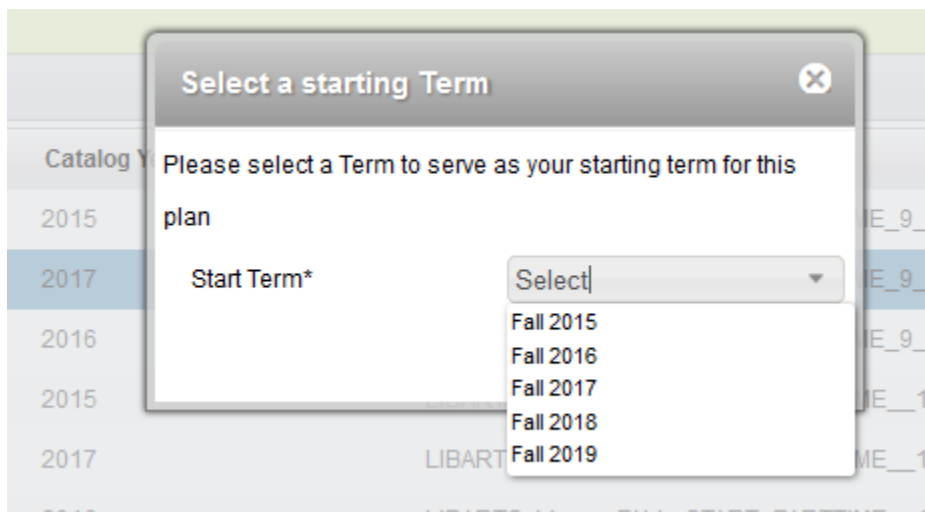 Select a starting Term
Catalog
Please select a Term to serve as your starting term for this
plan
2015
2017
Start Term*
Select
Fall 2015
2016
Fall 2016
Fall 2017
2015
Fall 2018
2017
LIBART
Fall 2019